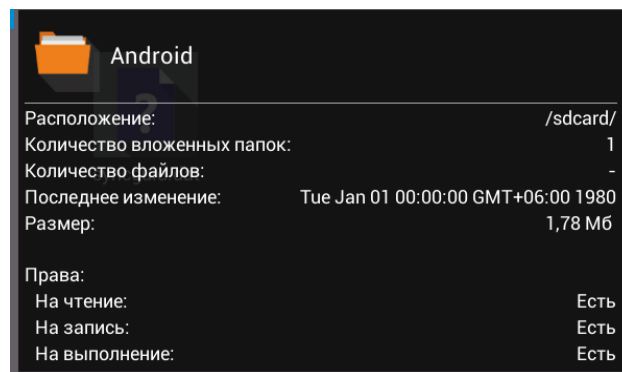 Android
Расположение: /sdcard/
Количество вложенных папок: 1
Количество файлов: -
Последнее изменение: Tue Jan 01 00:00:00 GMT+06:00 1980
Размер: 1,78 Мб
Права:
На чтение: Есть
На запись: Есть
На выполнение: Есть